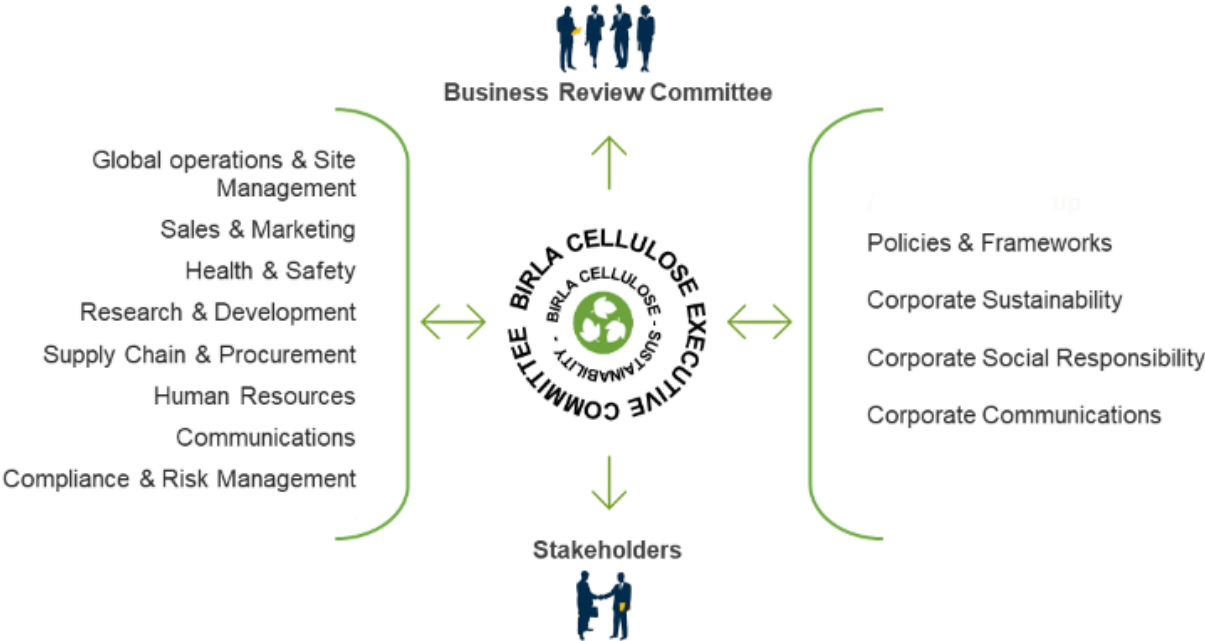 Business Review Committee
Global operations & Site
Management
Sales & Marketing
Health & Safety
Research & Development
Supply Chain & Procurement
Human Resources
Communications
Compliance & Risk Management
BIRLA CELLULOSE EXECUTIVE COMMITTEE
BIRLA CELLULOSE - SUSTAINABILITY -
up
Policies & Frameworks
Corporate Sustainability
Corporate Social Responsibility
Corporate Communications
Stakeholders